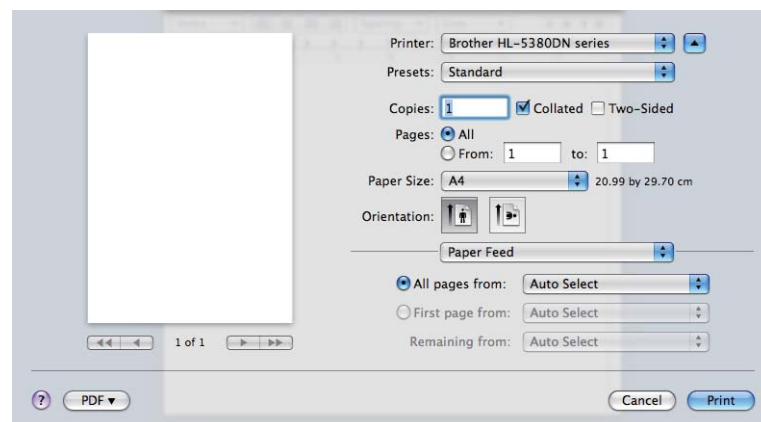 Printer: Brother HL-5380DN series
Presets: Standard
Copies: 1 Collated Two-Sided
Pages: All
From: 1 to: 1
Paper Size: A4 20.99 by 29.70 cm
Orientation:
Paper Feed
All pages from: Auto Select
First page from: Auto Select
1 of 1 Remaining from: Auto Select
? PDF▼ Cancel Print